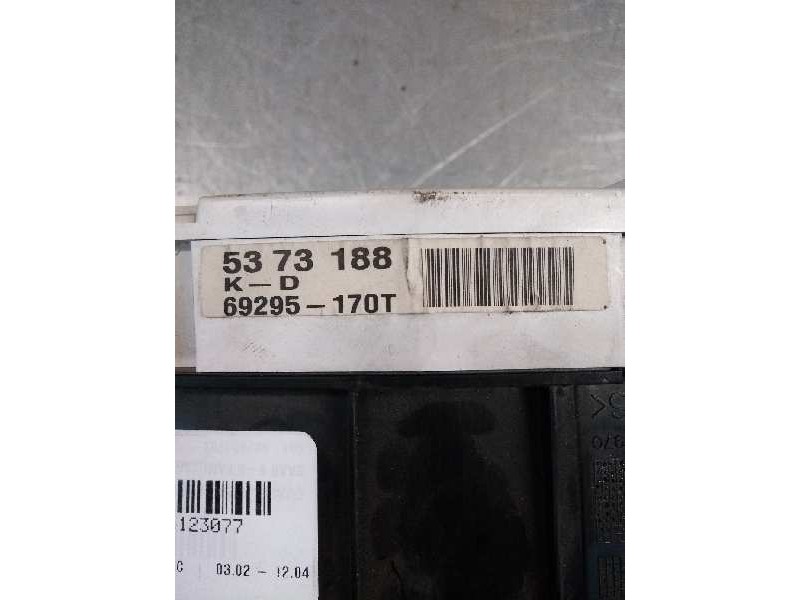 53 73 188
K-D
69295-170T
123077
C 03.02 - 12.04